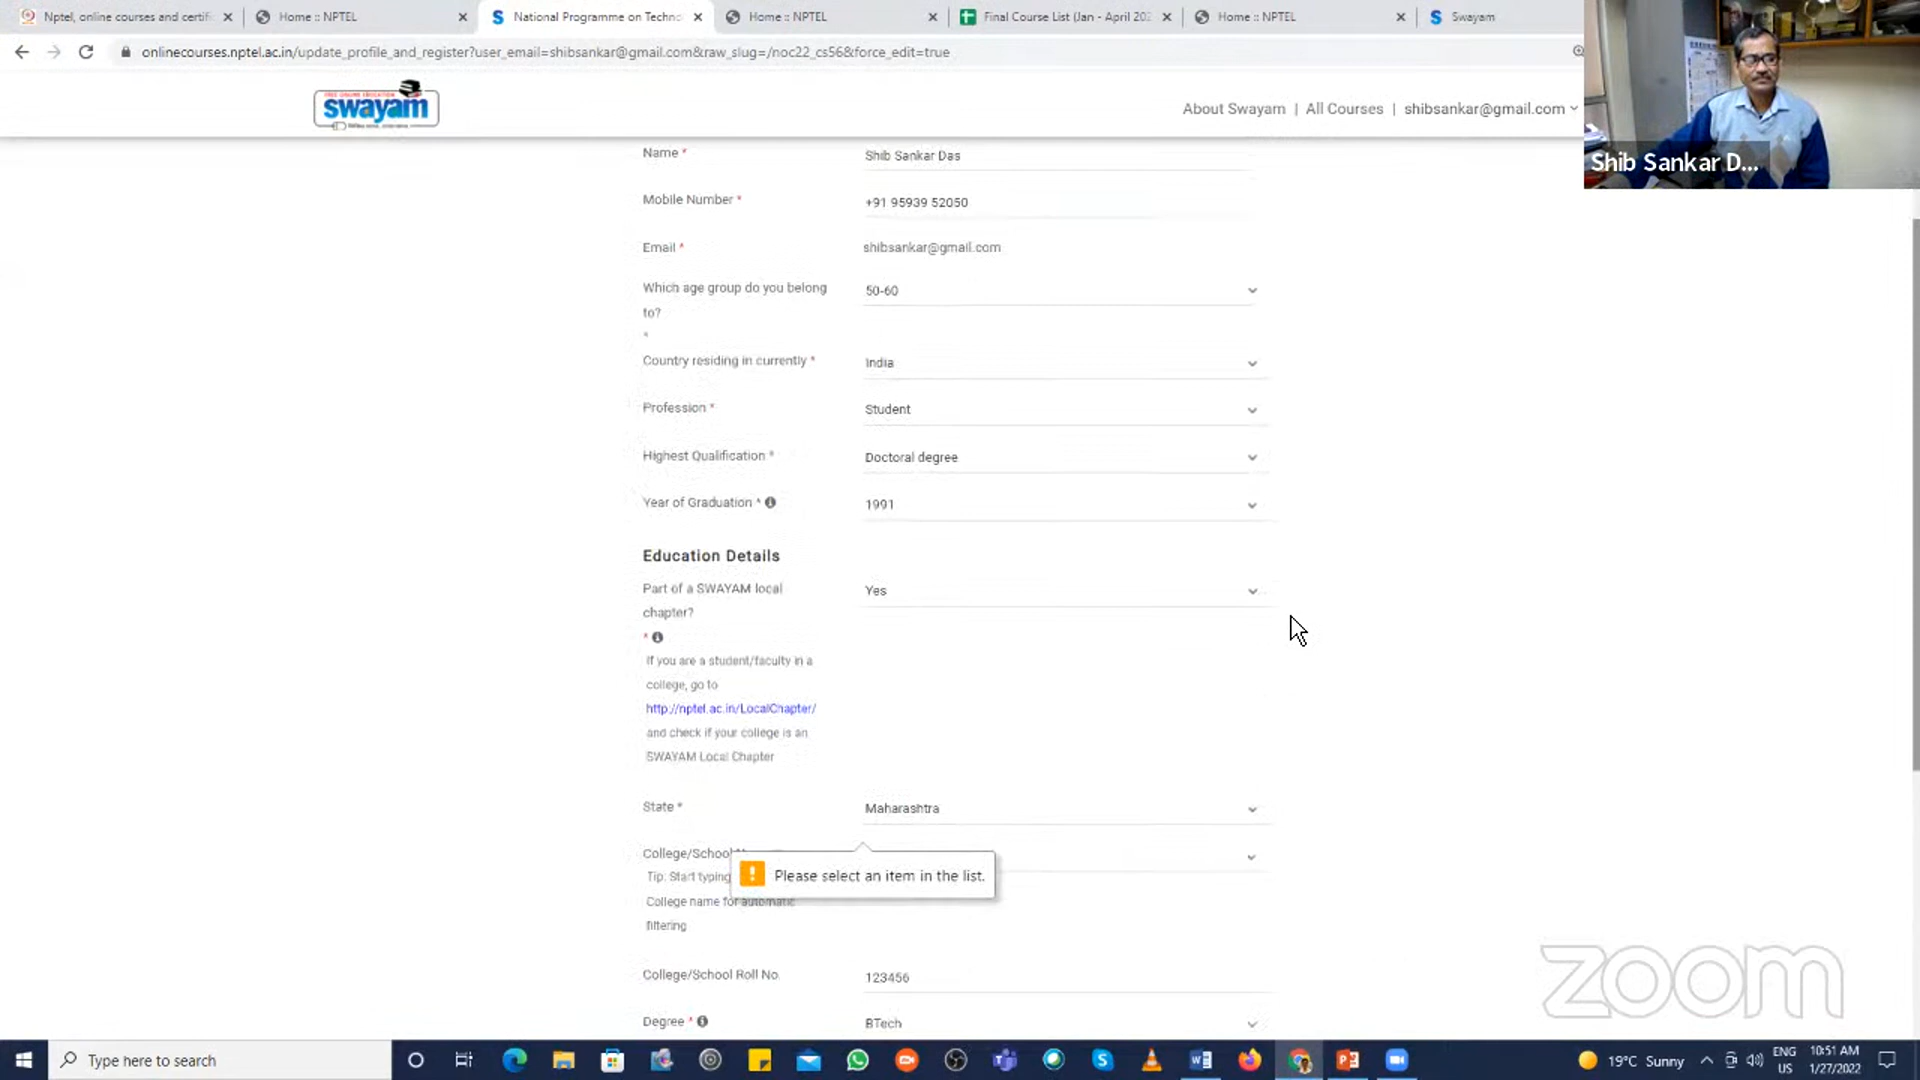 Nptel, online courses and certifi
Home :: NPTEL
National Programme on Techno
Home :: NPTEL
Final Course List (Jan - April 202
Home :: NPTEL
Swayam
onlinecourses.nptel.ac.in/update_profile_and_register?user_email=shibsankar@gmail.com&raw_slug=/noc22_cs56&force_edit=true
FREE ONLINE EDUCATION
swayam
About Swayam | All Courses | shibsankar@gmail.com
Shib Sankar D...
Name * Shib Sankar Das
Mobile Number * +91 95939 52050
Email * shibsankar@gmail.com
Which age group do you belong 50-60
to?
*
Country residing in currently * India
Profession * Student
Highest Qualification * Doctoral degree
Year of Graduation * 1991
Education Details
Part of a SWAYAM local Yes
chapter?
*
If you are a student/faculty in a
college, go to
http://nptel.ac.in/LocalChapter/
and check if your college is an
SWAYAM Local Chapter
State * Maharashtra
College/School
Tip: Start typing
Please select an item in the list.
College name for automatic
filtering
College/School Roll No. 123456
Degree * BTech
zoom
Type here to search
19°C Sunny
ENG
US
10:51 AM
1/27/2022